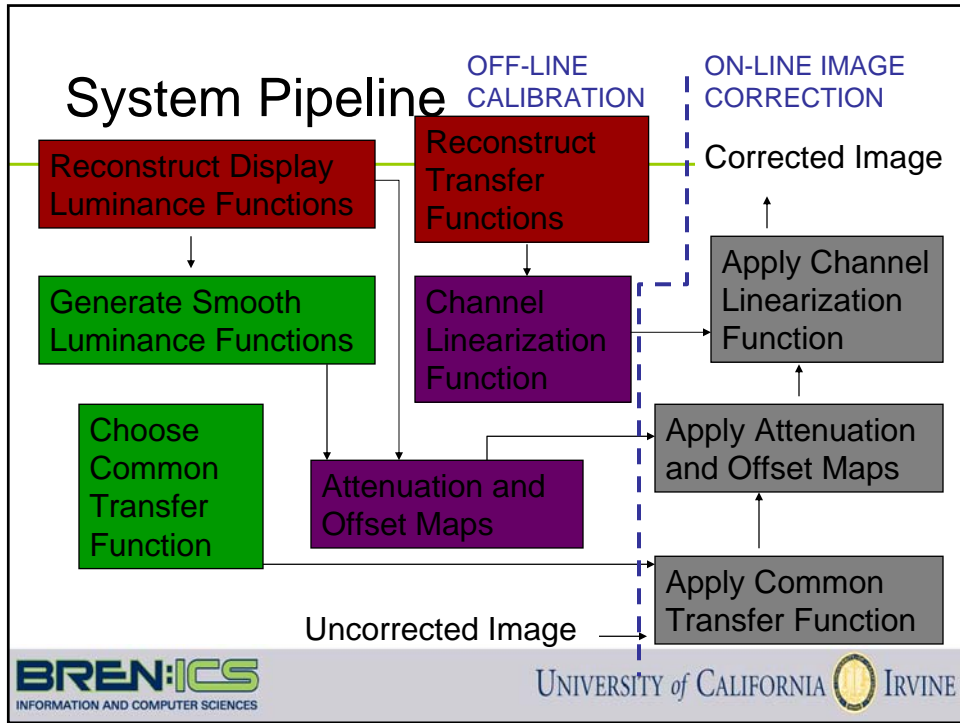 System Pipeline
OFF-LINE
CALIBRATION
ON-LINE IMAGE
CORRECTION
Reconstruct Display
Luminance Functions
Reconstruct
Transfer
Functions
Corrected Image
Generate Smooth
Luminance Functions
Channel
Linearization
Function
Apply Channel
Linearization
Function
Choose
Common
Transfer
Function
Attenuation and
Offset Maps
Apply Attenuation
and Offset Maps
Apply Common
Transfer Function
Uncorrected Image
BREN:ICS
INFORMATION AND COMPUTER SCIENCES
UNIVERSITY of CALIFORNIA IRVINE